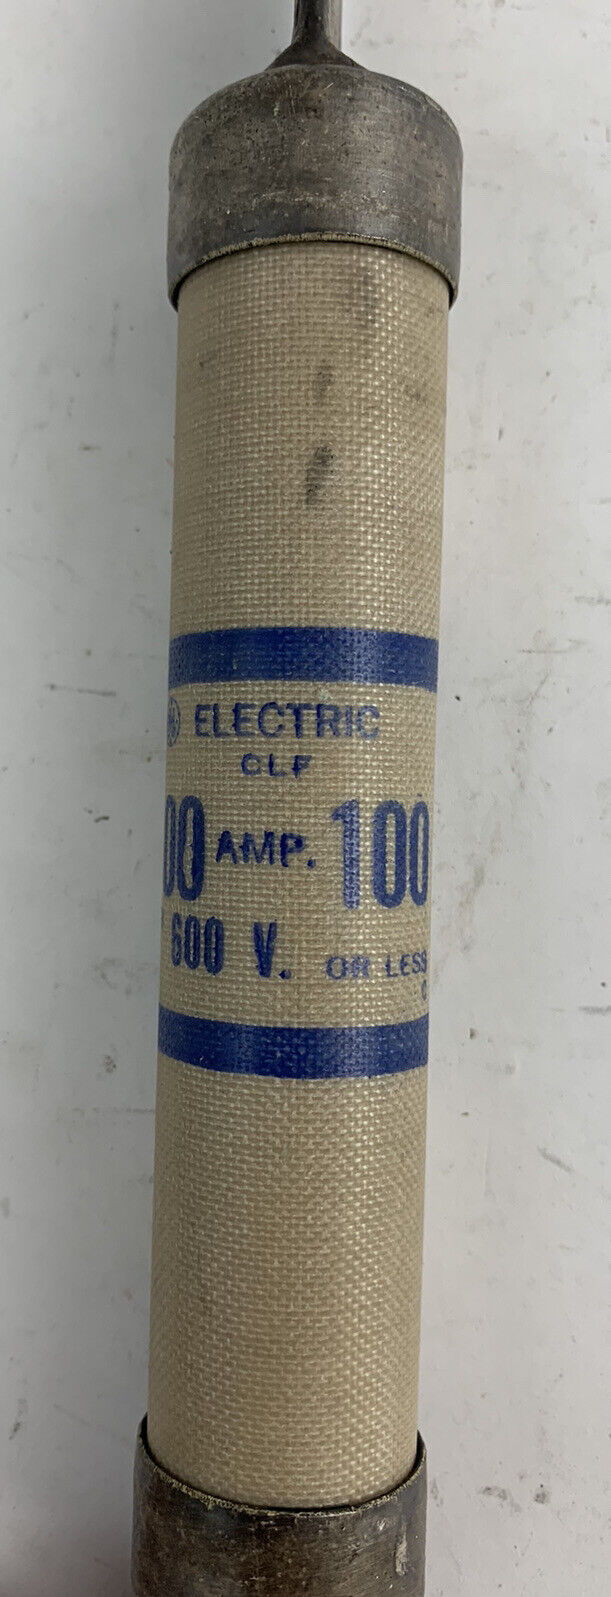 ELECTRIC
CLF
00 AMP. 100
600 V. OR LESS
C